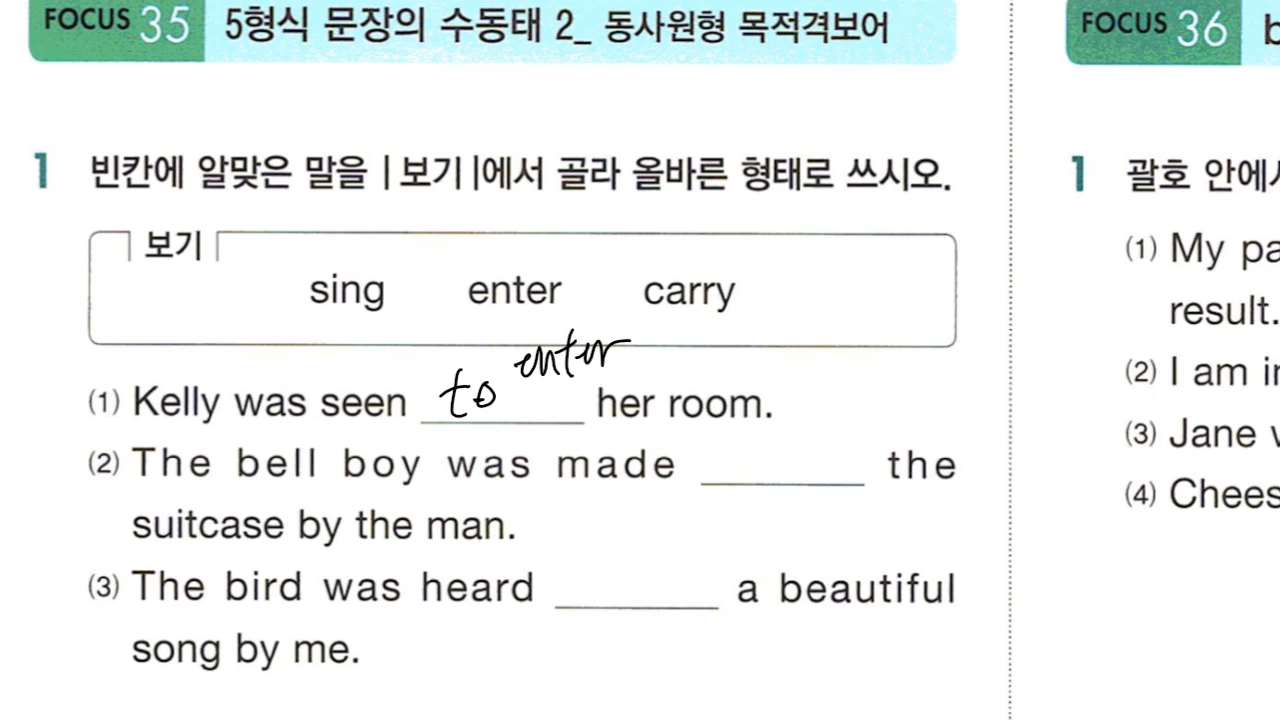 FOCUS 35 5형식 문장의 수동태 2_ 동사원형 목적격보어
1 빈칸에 알맞은 말을 | 보기 |에서 골라 올바른 형태로 쓰시오.
보기
sing enter carry
(1) Kelly was seen to enter her room.
(2) The bell boy was made ________ the
suitcase by the man.
(3) The bird was heard ________ a beautiful
song by me.
FOCUS 36
1 괄호 안에서
(1) My pa
result.
(2) I am in
(3) Jane w
(4) Chees